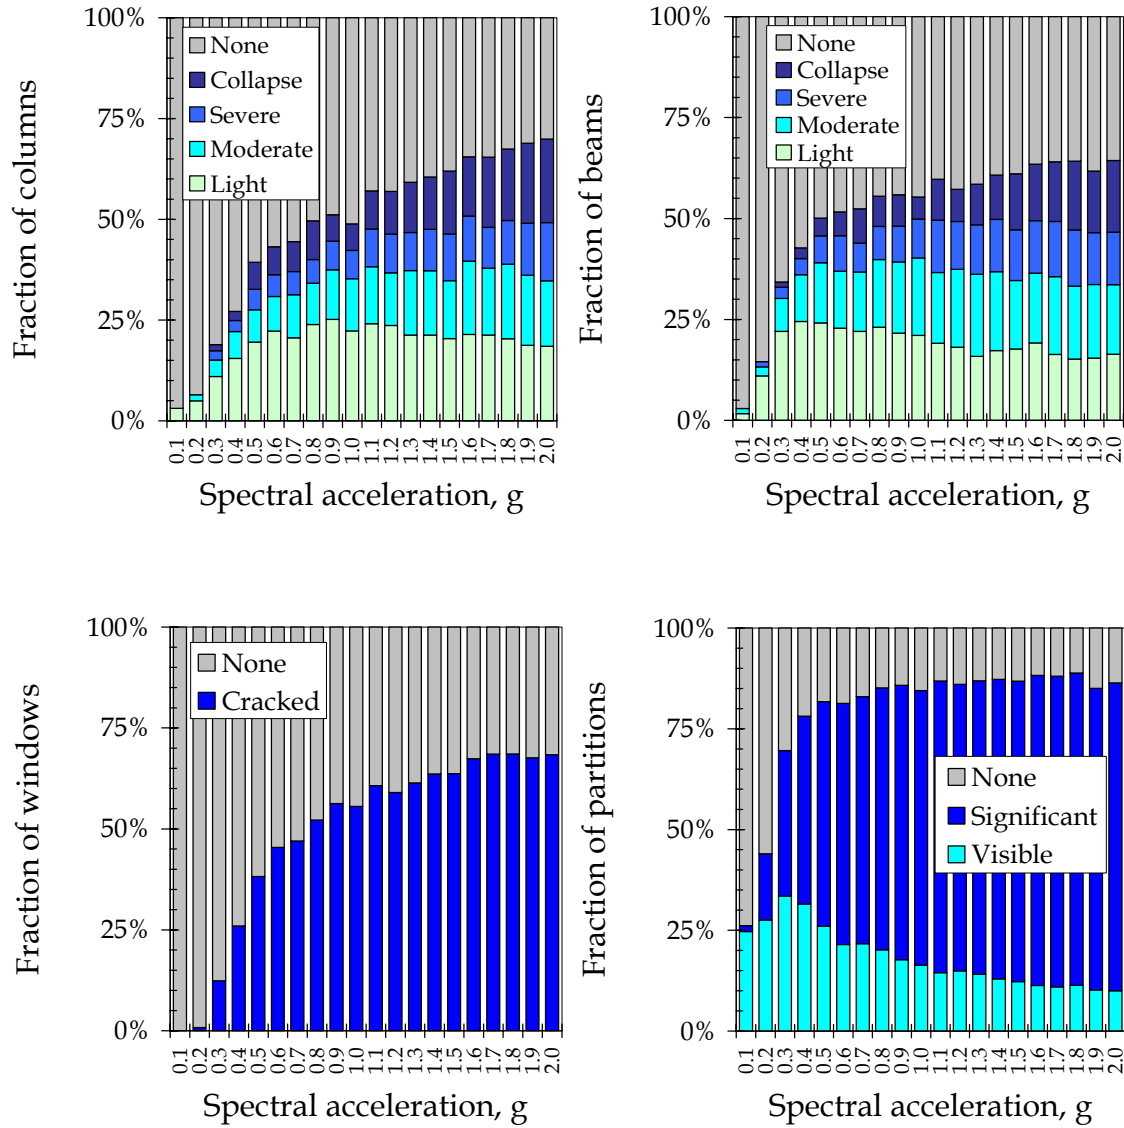 Fraction of columns
100%
75%
50%
25%
0%
None
Collapse
Severe
Moderate
Light
0.1 0.2 0.3 0.4 0.5 0.6 0.7 0.8 0.9 1.0 1.1 1.2 1.3 1.4 1.5 1.6 1.7 1.8 1.9 2.0
Spectral acceleration, g
Fraction of beams
100%
75%
50%
25%
0%
None
Collapse
Severe
Moderate
Light
0.1 0.2 0.3 0.4 0.5 0.6 0.7 0.8 0.9 1.0 1.1 1.2 1.3 1.4 1.5 1.6 1.7 1.8 1.9 2.0
Spectral acceleration, g
Fraction of windows
100%
75%
50%
25%
0%
None
Cracked
0.1 0.2 0.3 0.4 0.5 0.6 0.7 0.8 0.9 1.0 1.1 1.2 1.3 1.4 1.5 1.6 1.7 1.8 1.9 2.0
Spectral acceleration, g
Fraction of partitions
100%
75%
50%
25%
0%
None
Significant
Visible
0.1 0.2 0.3 0.4 0.5 0.6 0.7 0.8 0.9 1.0 1.1 1.2 1.3 1.4 1.5 1.6 1.7 1.8 1.9 2.0
Spectral acceleration, g